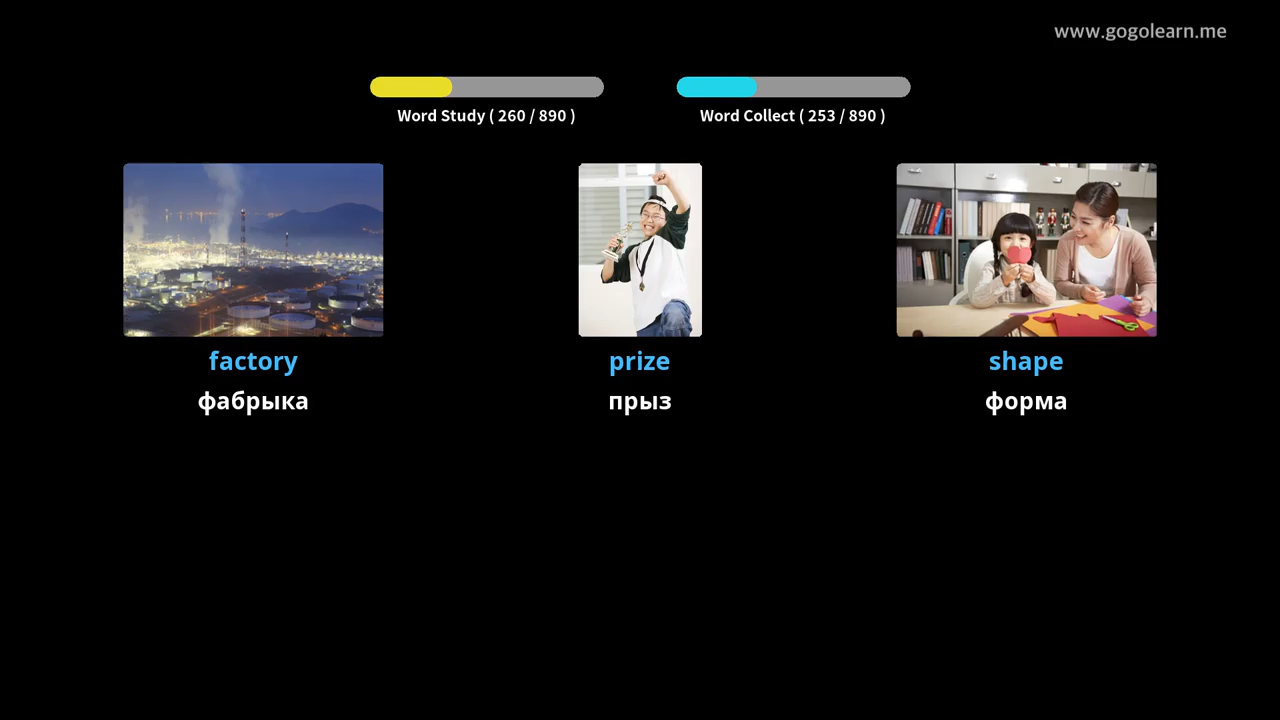 www.gogolearn.me
Word Study ( 260 / 890 )
Word Collect ( 253 / 890 )
factory
prize
shape
фабрыка
прыз
форма